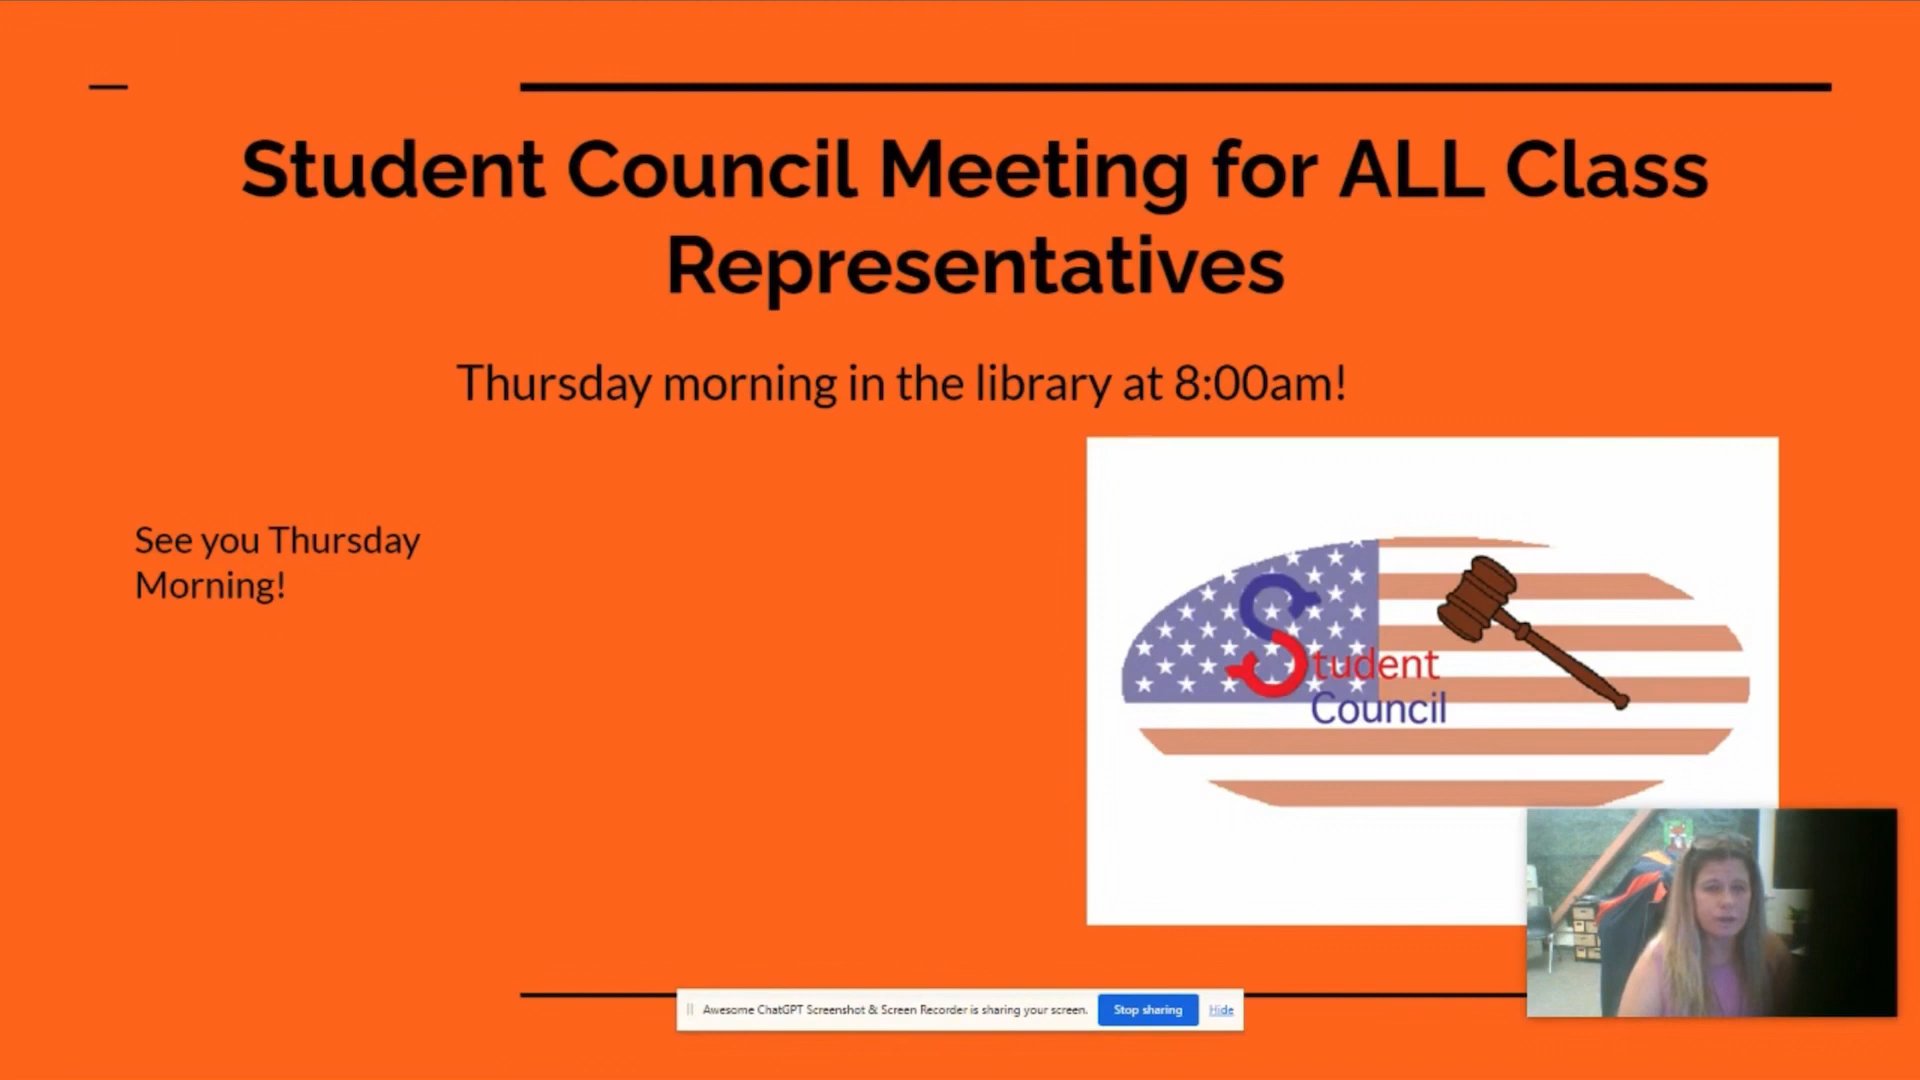 Student Council Meeting for ALL Class
Representatives
Thursday morning in the library at 8:00am!
See you Thursday
Morning!
Student
Council
Awesome ChatGPT Screenshot & Screen Recorder is sharing your screen. Stop sharing Hide